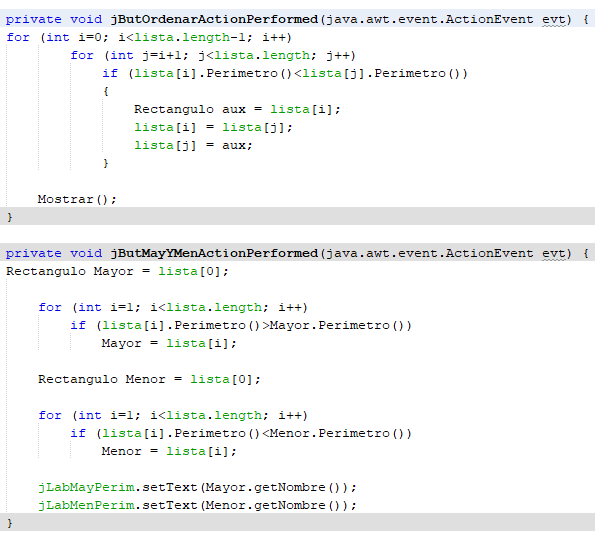 private void jButOrdenarActionPerformed(java.awt.event.ActionEvent evt) {
for (int i=0; i<lista.length-1; i++)
for (int j=i+1; j<lista.length; j++)
if (lista[i].Perimetro()<lista[j].Perimetro())
{
Rectangulo aux = lista[i];
lista[i] = lista[j];
lista[j] = aux;
}
Mostrar();
}
private void jButMayYMenActionPerformed(java.awt.event.ActionEvent evt) {
Rectangulo Mayor = lista[0];
for (int i=1; i<lista.length; i++)
if (lista[i].Perimetro()>Mayor.Perimetro())
Mayor = lista[i];
Rectangulo Menor = lista[0];
for (int i=1; i<lista.length; i++)
if (lista[i].Perimetro()<Menor.Perimetro())
Menor = lista[i];
jLabMayPerim.setText(Mayor.getNombre());
jLabMenPerim.setText(Menor.getNombre());
}